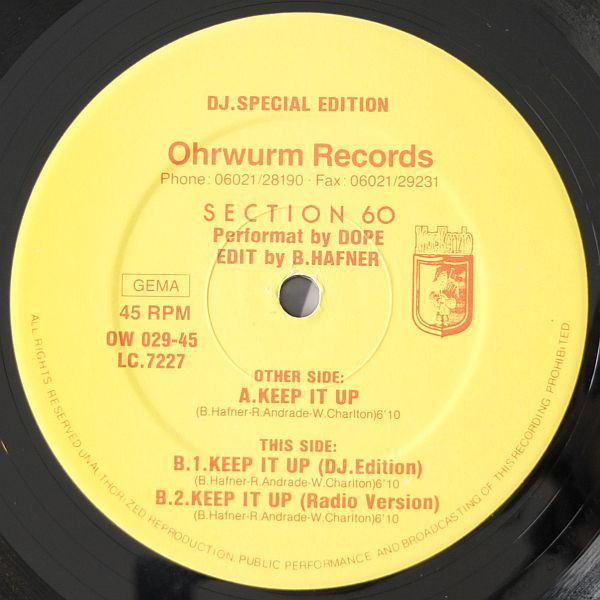 DJ.SPECIAL EDITION
Ohrwurm Records
Phone: 06021/28190 · Fax: 06021/29231
SECTION 60
Performat by DOPE
EDIT by B.HAFNER
GEMA
45 RPM
OW 029-45
LC.7227
OTHER SIDE:
A.KEEP IT UP
(B.Hafner-R.Andrade-W.Charlton)6'10
THIS SIDE:
B.1.KEEP IT UP (DJ.Edition)
(B.Hafner-R.Andrade-W.Charlton)6'10
B.2.KEEP IT UP (Radio Version)
(B.Hafner-R.Andrade-W.Charlton)6'10
ALL RIGHTS RESERVED.UNAUTHORIZED REPRODUCTION.PUBLIC PERFORMANCE AND BROADCASTING OF THIS RECORDING PROHIBITED.